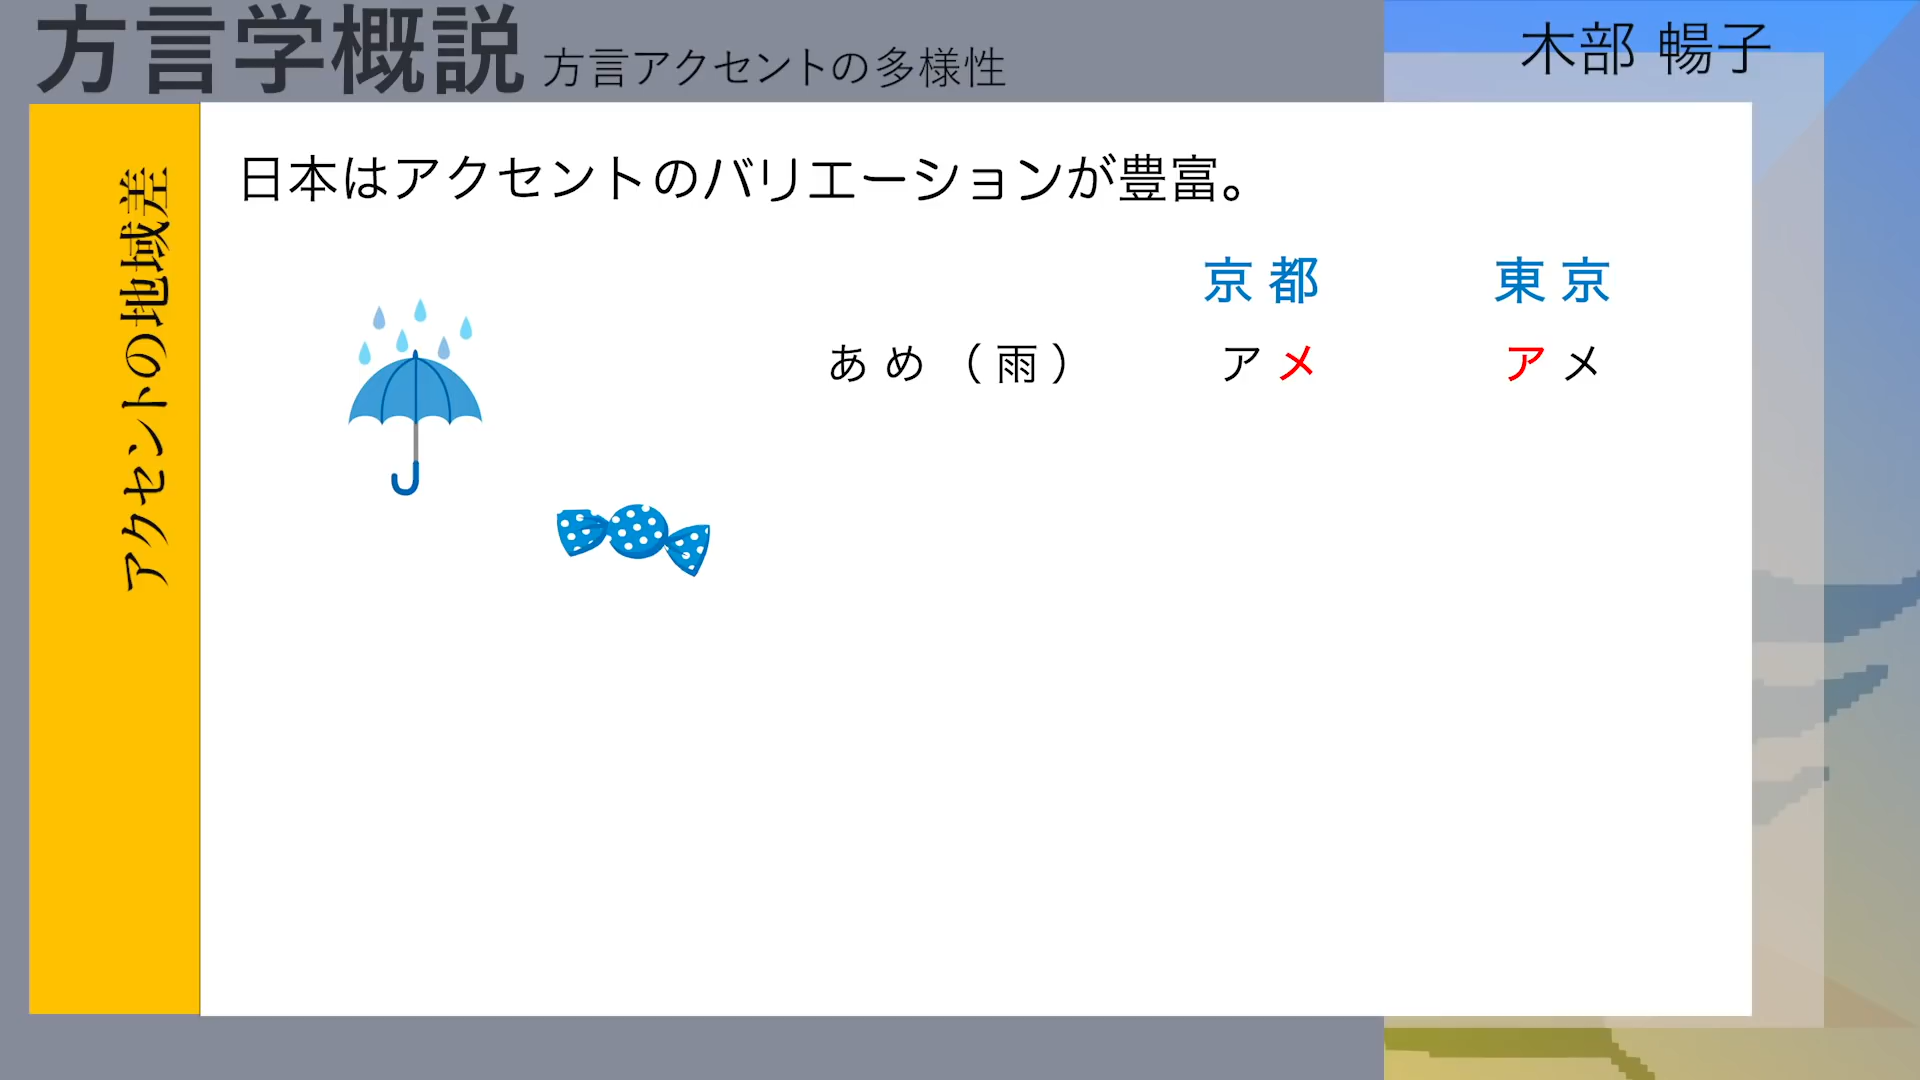 方言学概説 方言アクセントの多様性
木部 暢子
アクセントの地域差
日本はアクセントのバリエーションが豊富。
京都 東京
あめ（雨） アメ アメ